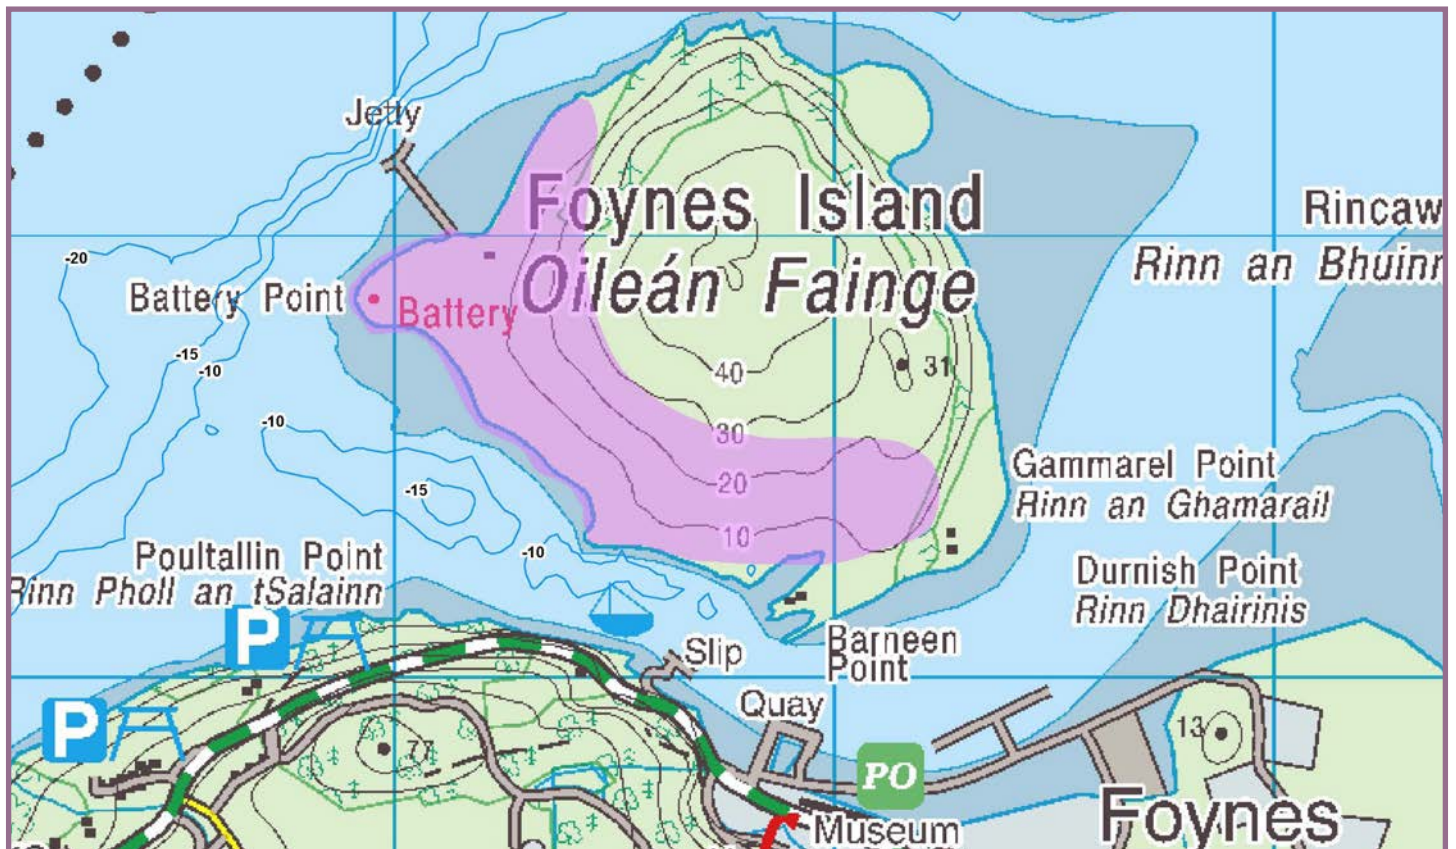 Jetty
Foynes Island
Oileán Fainge
Rincaw
Rinn an Bhuinn
-20
Battery Point
Battery
-15
-10
40
31
-10
30
Gammarel Point
Rinn an Ghamarail
-15
20
10
-10
Poultallin Point
Rinn Pholl an tSalainn
Durnish Point
Rinn Dhairinis
P
Slip
Barneen
Point
P
Quay
77
13
PO
Foynes
Museum